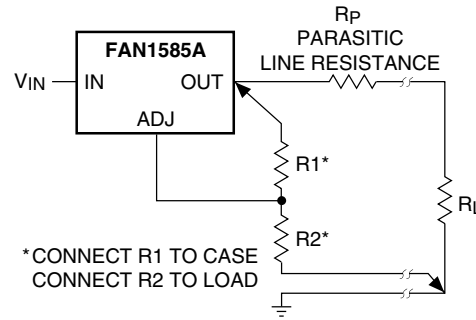 RP
PARASITIC
LINE RESISTANCE
FAN1585A
VIN
IN
OUT
ADJ
R1*
RL
R2*
*CONNECT R1 TO CASE
CONNECT R2 TO LOAD